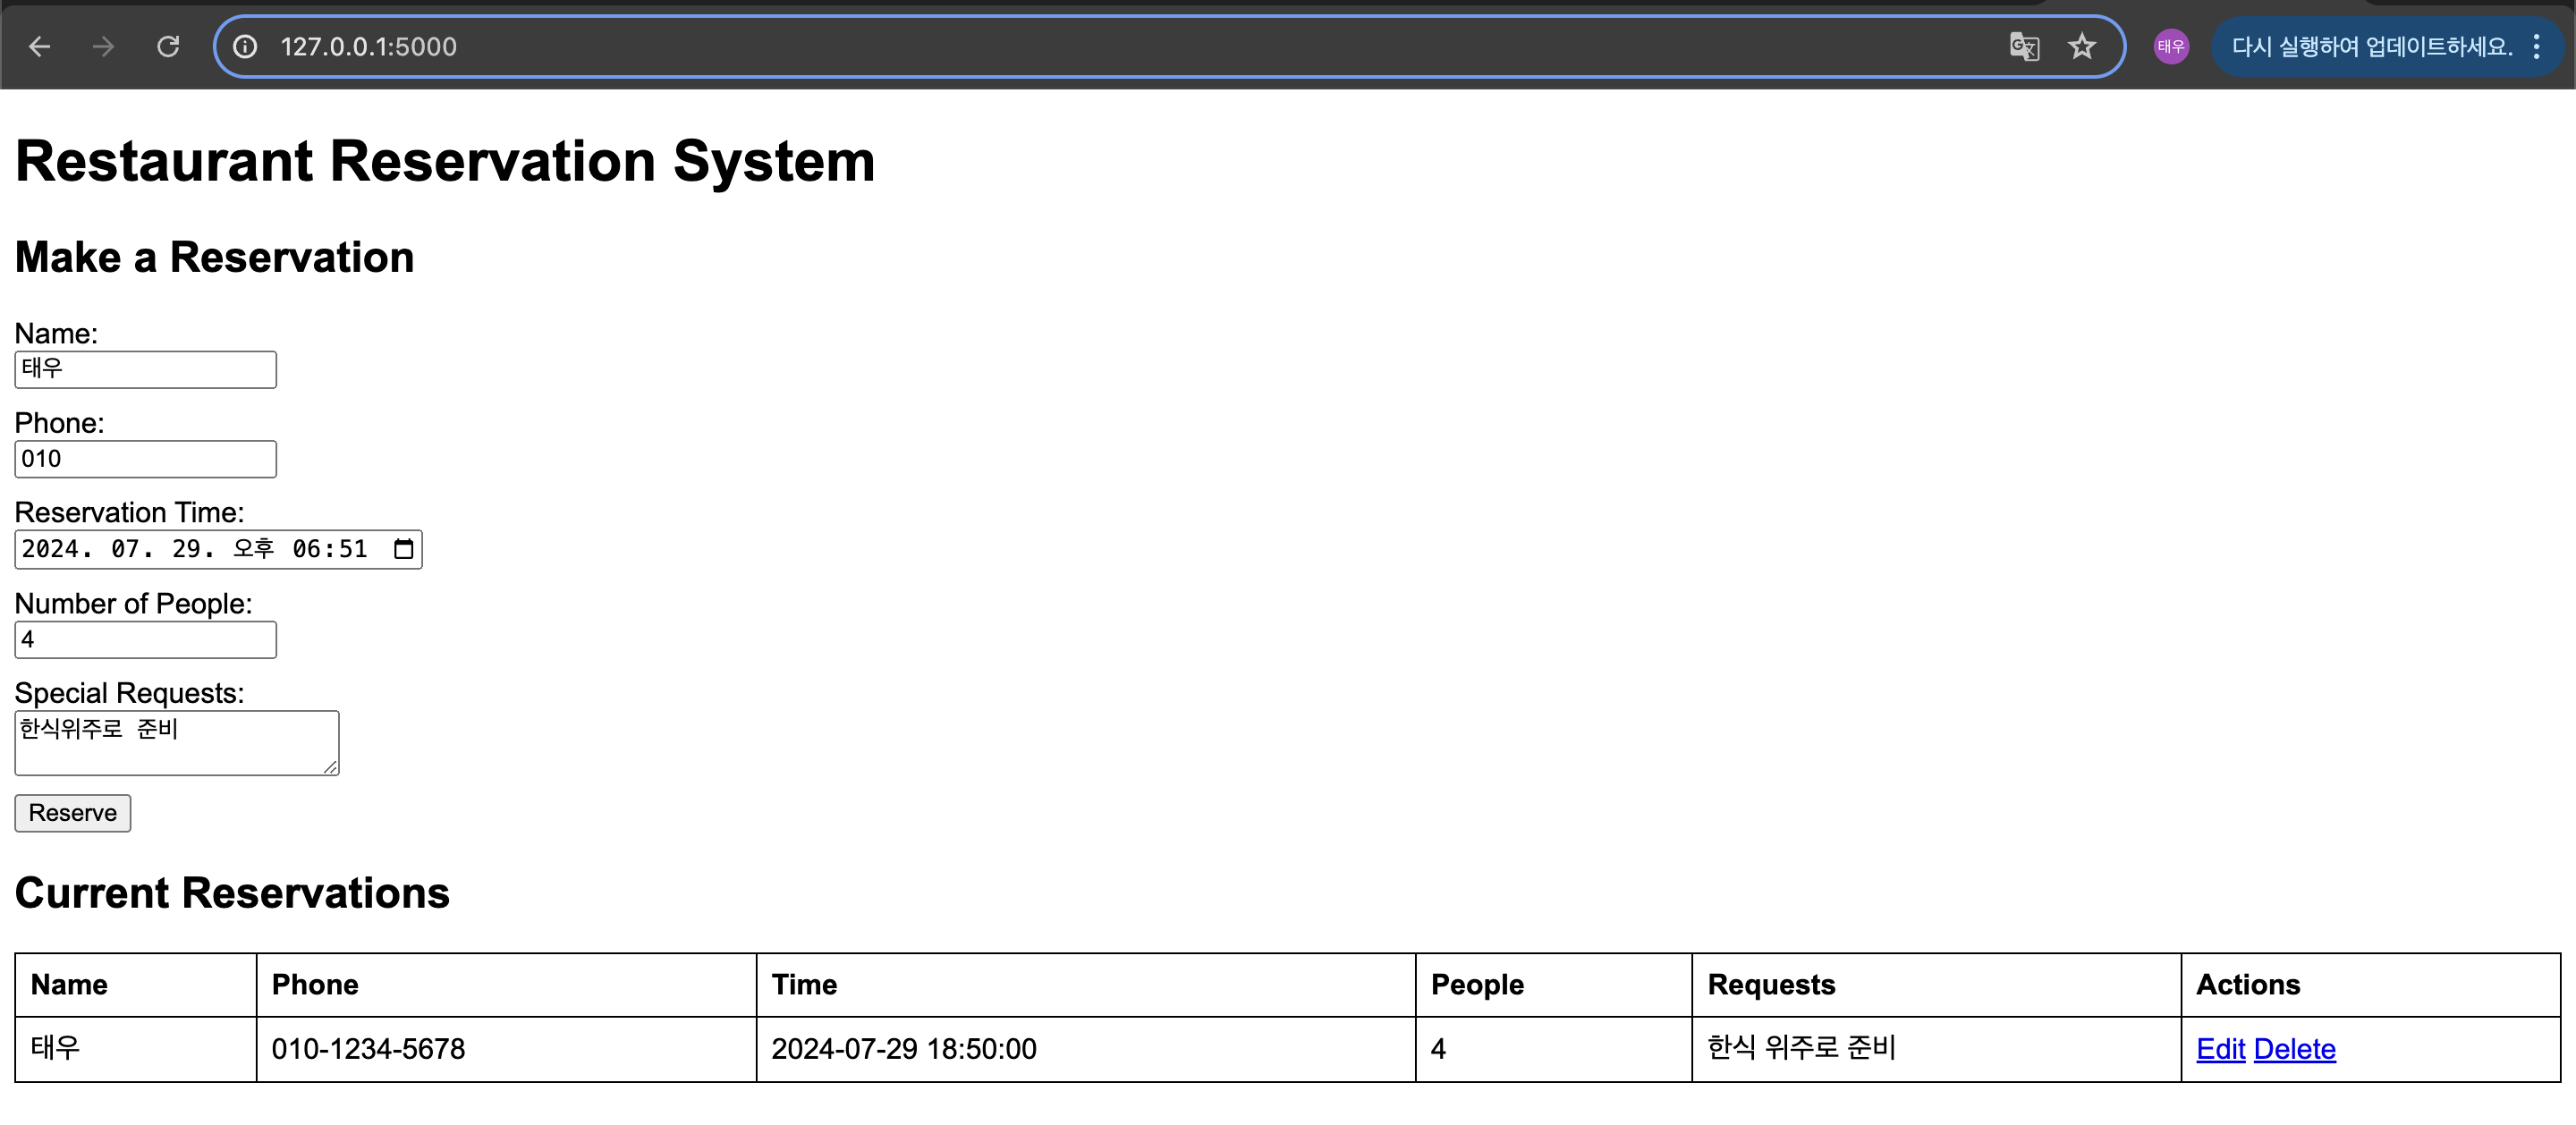 127.0.0.1:5000 태우 다시 실행하여 업데이트하세요.
Restaurant Reservation System
Make a Reservation
Name:
태우
Phone:
010
Reservation Time:
2024. 07. 29. 오후 06:51
Number of People:
4
Special Requests:
한식위주로 준비
Reserve
Current Reservations
Name Phone Time People Requests Actions
태우 010-1234-5678 2024-07-29 18:50:00 4 한식 위주로 준비 Edit Delete